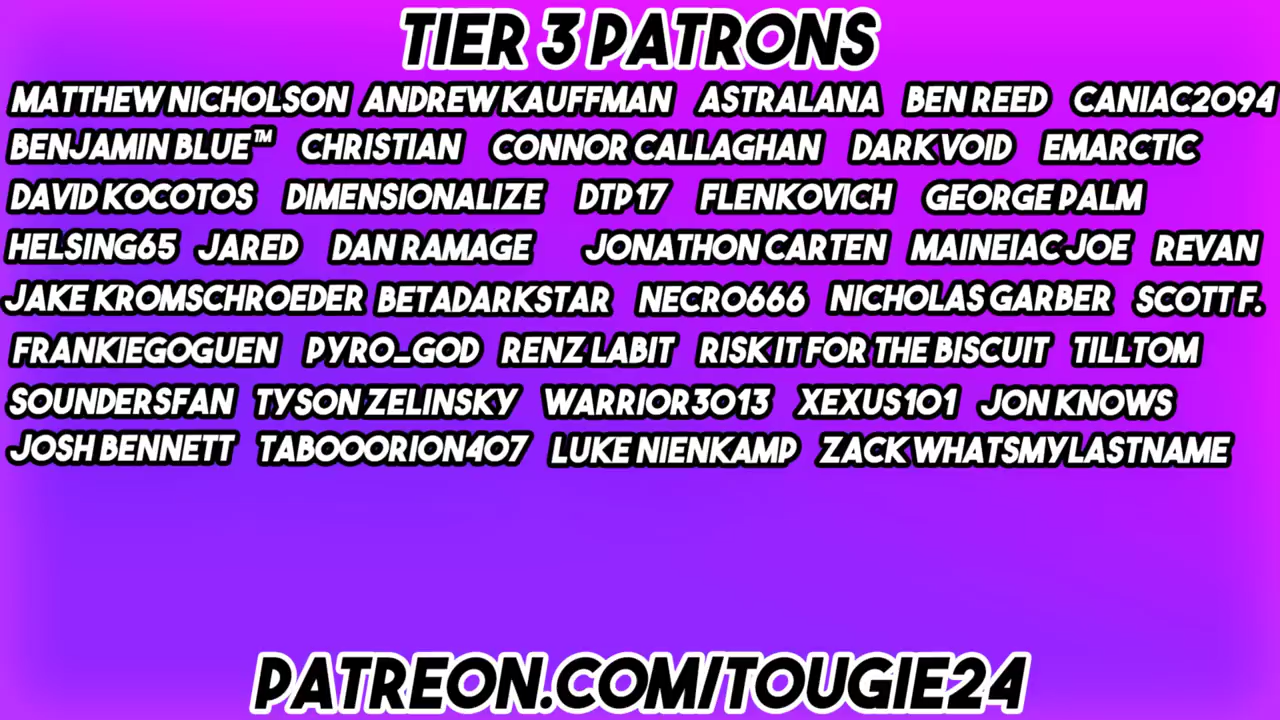 TIER 3 PATRONS
MATTHEW NICHOLSON ANDREW KAUFFMAN ASTRALANA BEN REED CANIAC2094
BENJAMIN BLUE™ CHRISTIAN CONNOR CALLAGHAN DARK VOID EMARCTIC
DAVID KOCOTOS DIMENSIONALIZE DTP17 FLENKOVICH GEORGE PALM
HELSING65 JARED DAN RAMAGE JONATHON CARTEN MAINEIAC JOE REVAN
JAKE KROMSCHROEDER BETADARKSTAR NECRO666 NICHOLAS GARBER SCOTT F.
FRANKIEGOGUEN PYRO_GOD RENZ LABIT RISK IT FOR THE BISCUIT TILLTOM
SOUNDERSFAN TYSON ZELINSKY WARRIOR3013 XEXUS101 JON KNOWS
JOSH BENNETT TABOOORION407 LUKE NIENKAMP ZACK WHATSMYLASTNAME
PATREON.COM/TOUGIE24